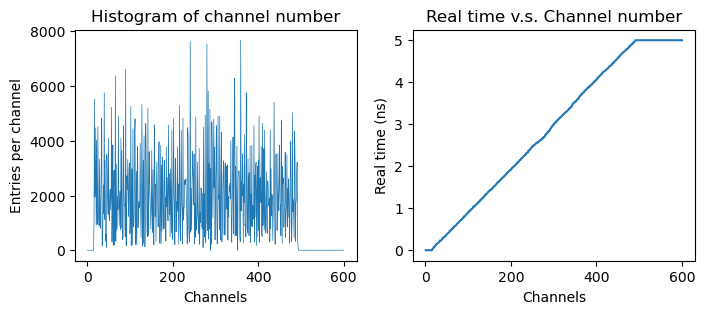 Histogram of channel number
Entries per channel
8000
6000
4000
2000
0
0 200 400 600
Channels
Real time v.s. Channel number
Real time (ns)
5
4
3
2
1
0
0 200 400 600
Channels